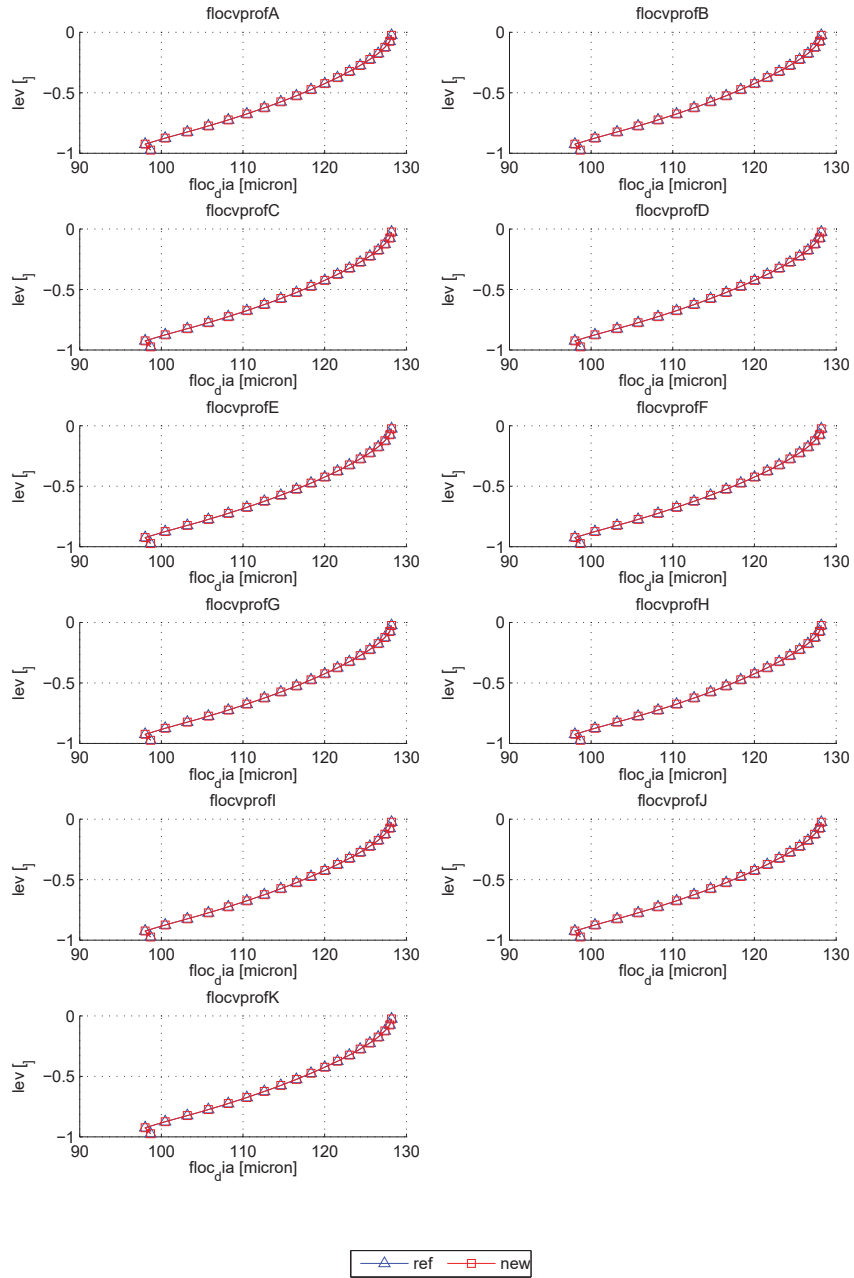 flocvprofA
0
−0.5
−1
lev [-]
90 100 110 120 130
floc_dia [micron]
flocvprofB
0
−0.5
−1
lev [-]
90 100 110 120 130
floc_dia [micron]
flocvprofC
0
−0.5
−1
lev [-]
90 100 110 120 130
floc_dia [micron]
flocvprofD
0
−0.5
−1
lev [-]
90 100 110 120 130
floc_dia [micron]
flocvprofE
0
−0.5
−1
lev [-]
90 100 110 120 130
floc_dia [micron]
flocvprofF
0
−0.5
−1
lev [-]
90 100 110 120 130
floc_dia [micron]
flocvprofG
0
−0.5
−1
lev [-]
90 100 110 120 130
floc_dia [micron]
flocvprofH
0
−0.5
−1
lev [-]
90 100 110 120 130
floc_dia [micron]
flocvprofI
0
−0.5
−1
lev [-]
90 100 110 120 130
floc_dia [micron]
flocvprofJ
0
−0.5
−1
lev [-]
90 100 110 120 130
floc_dia [micron]
flocvprofK
0
−0.5
−1
lev [-]
90 100 110 120 130
floc_dia [micron]
ref new